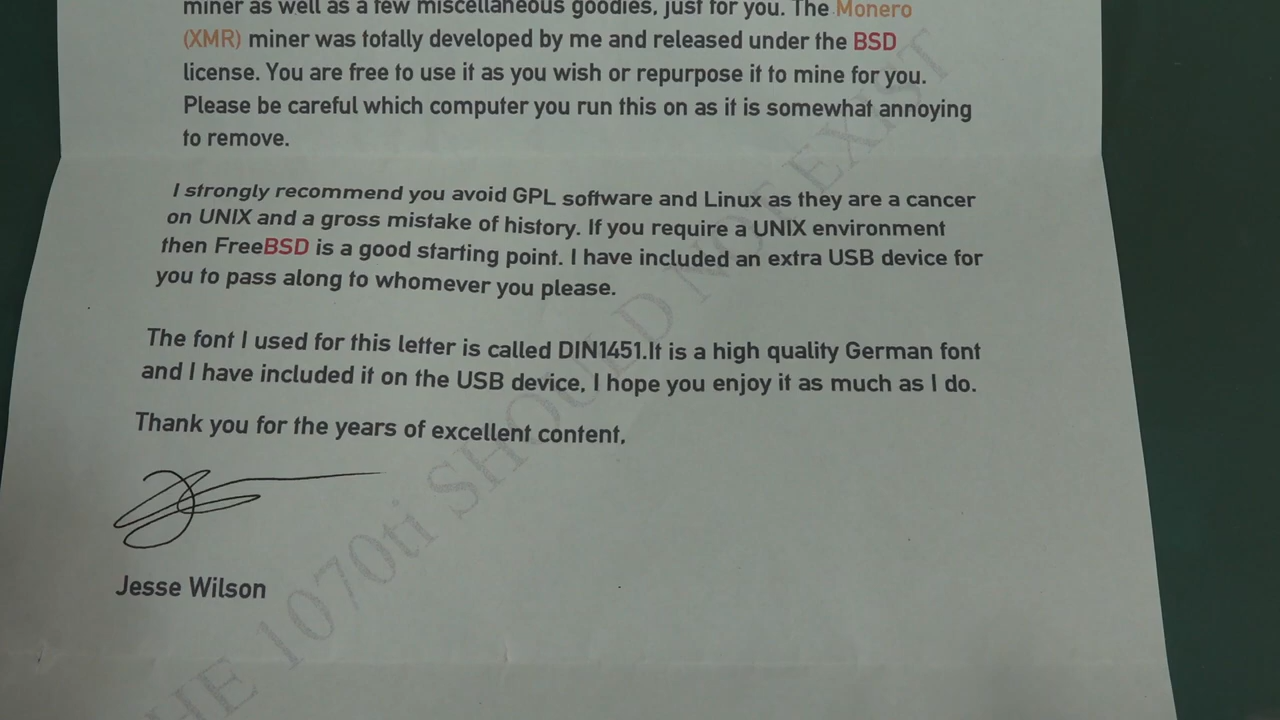 miner as well as a few miscellaneous goodies, just for you. The Monero
(XMR) miner was totally developed by me and released under the BSD
license. You are free to use it as you wish or repurpose it to mine for you.
Please be careful which computer you run this on as it is somewhat annoying
to remove.
I strongly recommend you avoid GPL software and Linux as they are a cancer
on UNIX and a gross mistake of history. If you require a UNIX environment
then FreeBSD is a good starting point. I have included an extra USB device for
you to pass along to whomever you please.
The font I used for this letter is called DIN1451.It is a high quality German font
and I have included it on the USB device, I hope you enjoy it as much as I do.
Thank you for the years of excellent content,
Jesse Wilson
HE 1070ti SHOULD NOT EXIST